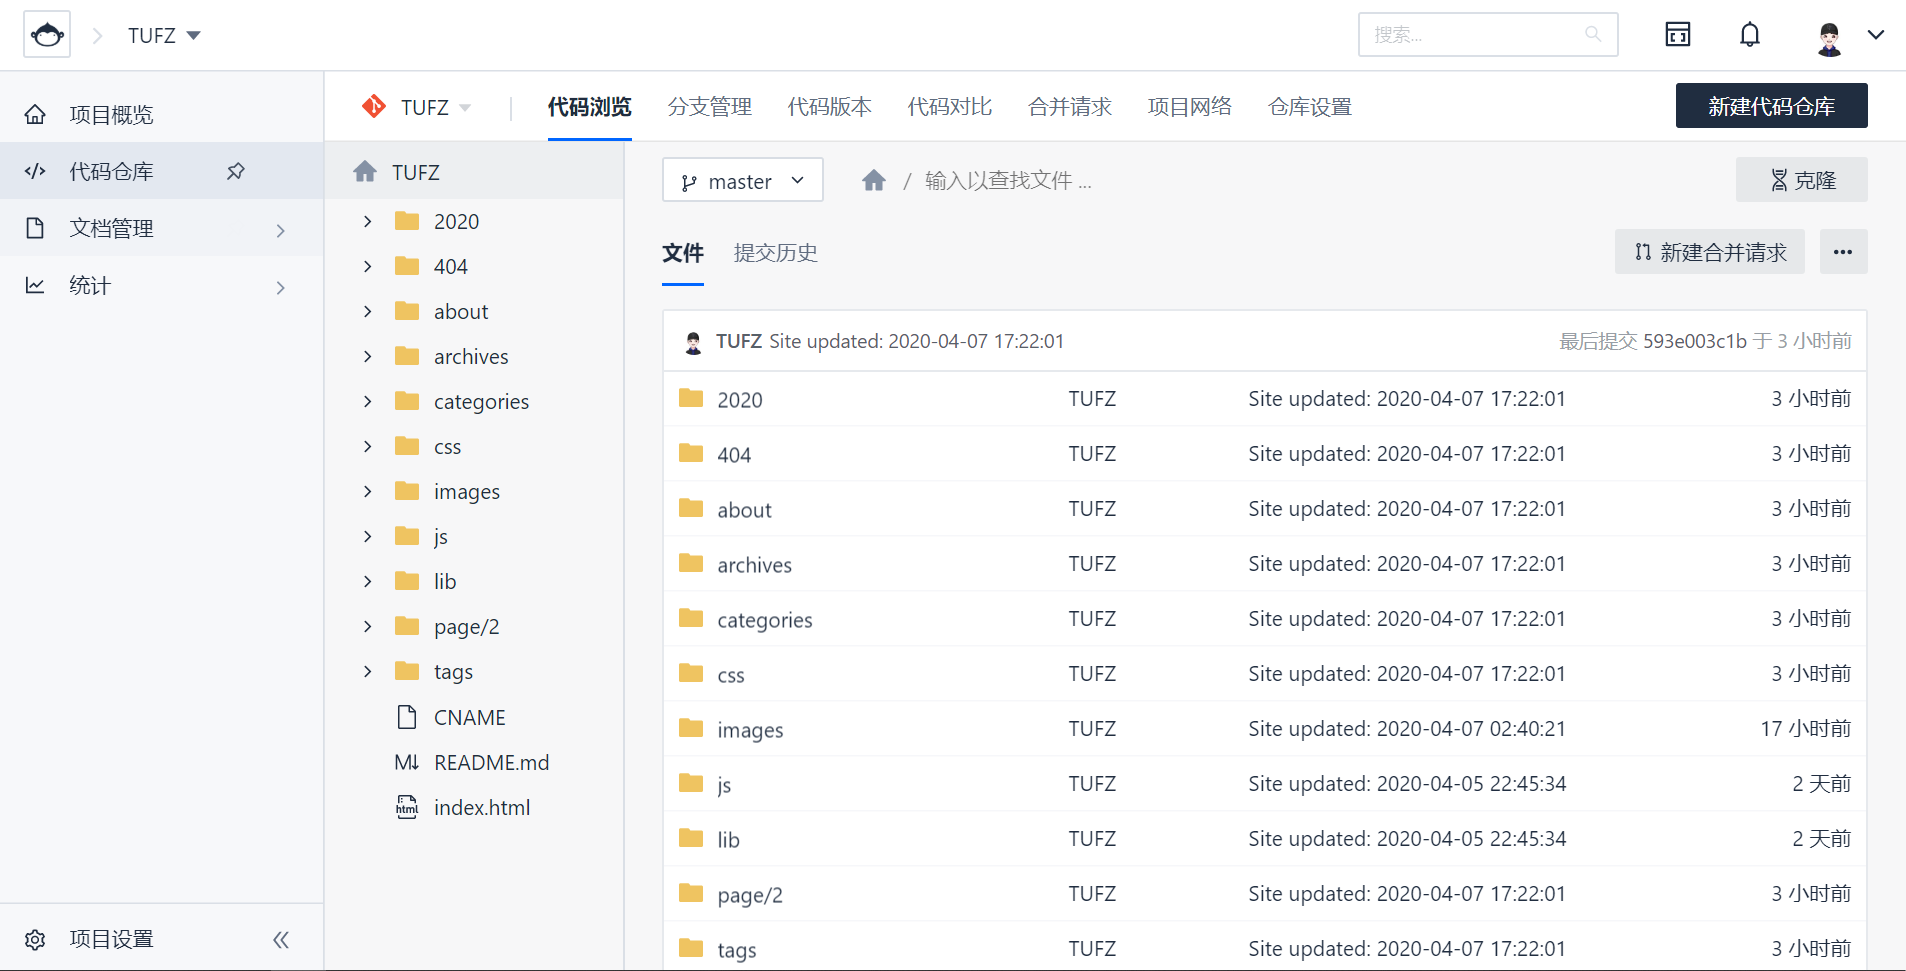 TUFZ
搜索...
项目概览
代码仓库
文档管理
统计
项目设置
TUFZ
代码浏览
分支管理
代码版本
代码对比
合并请求
项目网络
仓库设置
新建代码仓库
TUFZ
2020
404
about
archives
categories
css
images
js
lib
page/2
tags
CNAME
M↓ README.md
html index.html
master
/ 输入以查找文件 ...
克隆
文件
提交历史
新建合并请求
TUFZ Site updated: 2020-04-07 17:22:01 最后提交 593e003c1b 于 3 小时前
2020 TUFZ Site updated: 2020-04-07 17:22:01 3 小时前
404 TUFZ Site updated: 2020-04-07 17:22:01 3 小时前
about TUFZ Site updated: 2020-04-07 17:22:01 3 小时前
archives TUFZ Site updated: 2020-04-07 17:22:01 3 小时前
categories TUFZ Site updated: 2020-04-07 17:22:01 3 小时前
css TUFZ Site updated: 2020-04-07 17:22:01 3 小时前
images TUFZ Site updated: 2020-04-07 02:40:21 17 小时前
js TUFZ Site updated: 2020-04-05 22:45:34 2 天前
lib TUFZ Site updated: 2020-04-05 22:45:34 2 天前
page/2 TUFZ Site updated: 2020-04-07 17:22:01 3 小时前
tags TUFZ Site updated: 2020-04-07 17:22:01 3 小时前